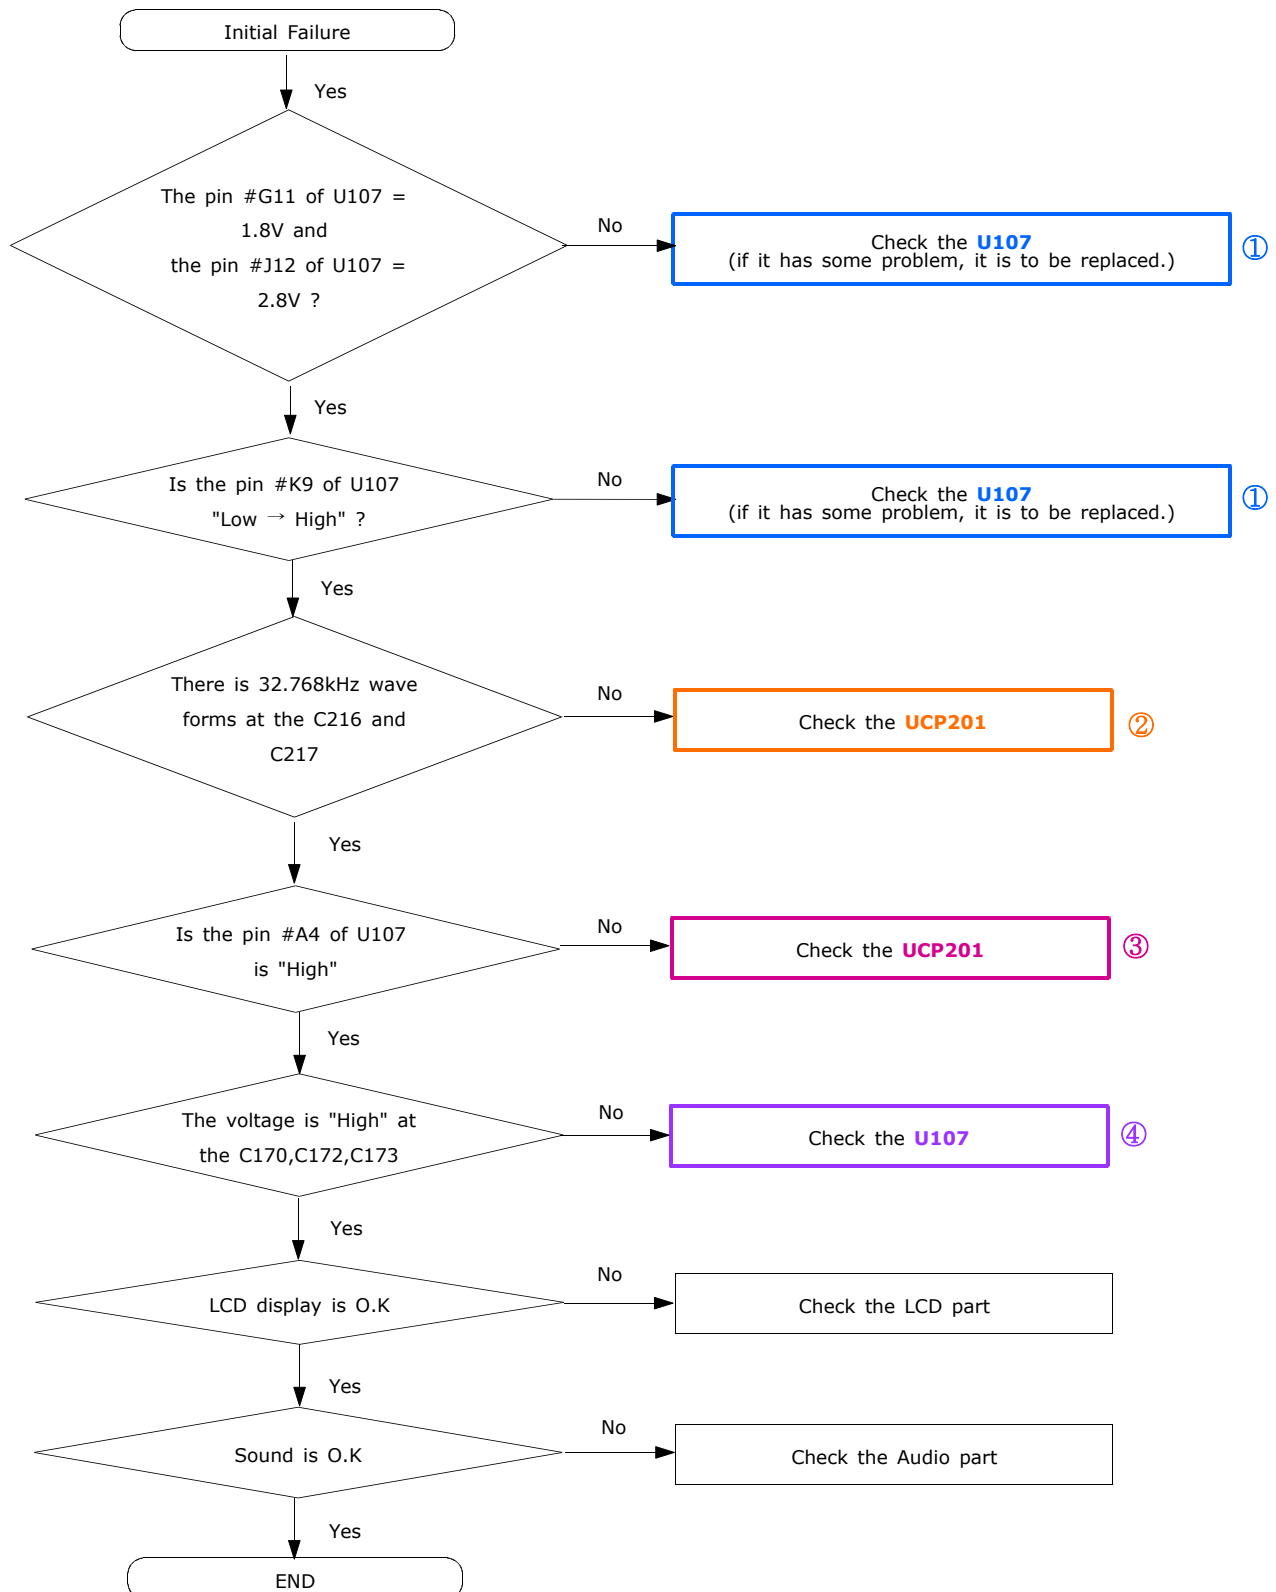 Initial Failure
Yes
The pin #G11 of U107 =
1.8V and
the pin #J12 of U107 =
2.8V ?
No
Check the U107
(if it has some problem, it is to be replaced.)
①
Yes
Is the pin #K9 of U107
"Low → High" ?
No
Check the U107
(if it has some problem, it is to be replaced.)
①
Yes
There is 32.768kHz wave
forms at the C216 and
C217
No
Check the UCP201
②
Yes
Is the pin #A4 of U107
is "High"
No
Check the UCP201
③
Yes
The voltage is "High" at
the C170,C172,C173
No
Check the U107
④
Yes
LCD display is O.K
No
Check the LCD part
Yes
Sound is O.K
No
Check the Audio part
Yes
END